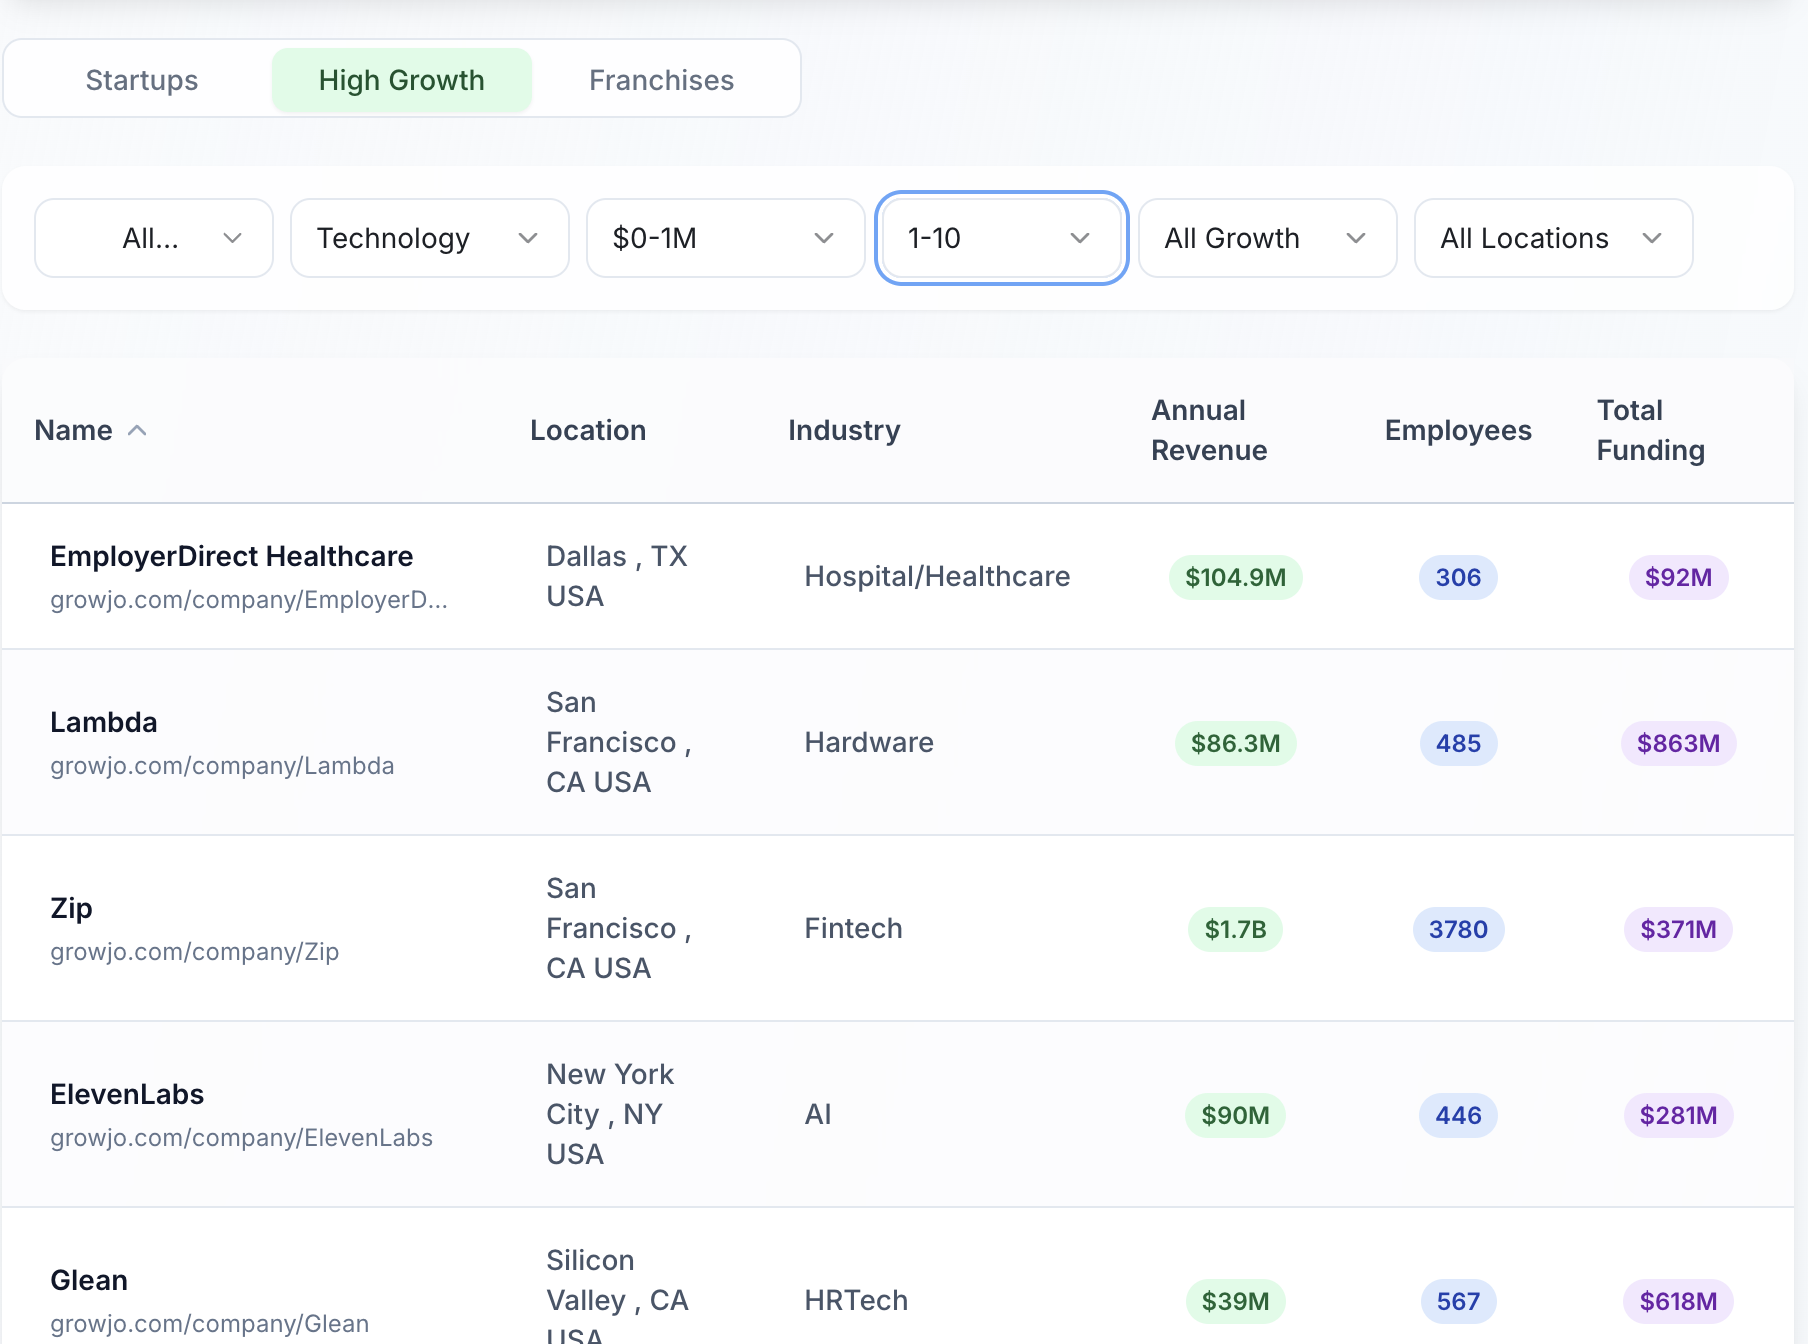 Startups
High Growth
Franchises
All...
Technology
$0-1M
1-10
All Growth
All Locations
Name
Location
Industry
Annual
Revenue
Employees
Total
Funding
EmployerDirect Healthcare
growjo.com/company/EmployerD...
Dallas , TX
USA
Hospital/Healthcare
$104.9M
306
$92M
Lambda
growjo.com/company/Lambda
San
Francisco ,
CA USA
Hardware
$86.3M
485
$863M
Zip
growjo.com/company/Zip
San
Francisco ,
CA USA
Fintech
$1.7B
3780
$371M
ElevenLabs
growjo.com/company/ElevenLabs
New York
City , NY
USA
AI
$90M
446
$281M
Glean
growjo.com/company/Glean
Silicon
Valley , CA
USA
HRTech
$39M
567
$618M